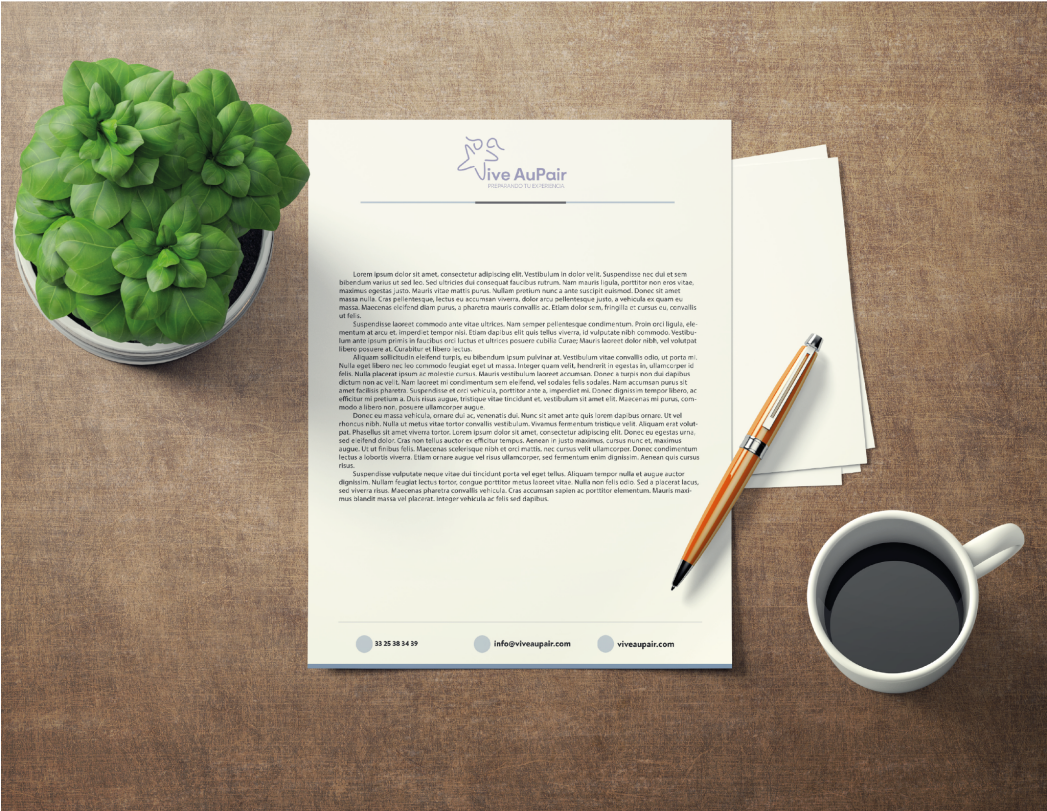 Vive AuPair
PREPARANDO TU EXPERIENCIA
Lorem ipsum dolor sit amet, consectetur adipiscing elit. Vestibulum in dolor velit. Suspendisse nec dui et sem
bibendum varius ut sed leo. Sed ultricies dui consequat faucibus rutrum. Nam mauris ligula, porttitor non eros vitae,
maximus egestas justo. Mauris vitae mattis purus. Nullam pretium nunc a ante suscipit euismod. Donec sit amet
massa nulla. Cras pellentesque, lectus eu accumsan viverra, dolor arcu pellentesque justo, a vehicula ex quam eu
massa. Maecenas eleifend diam purus, a pharetra mauris convallis ac. Etiam dolor sem, fringilla et cursus eu, convallis
ut felis.
Suspendisse laoreet commodo ante vitae ultrices. Nam semper pellentesque condimentum. Proin orci ligula, ele-
mentum at arcu et, imperdiet tempor nisi. Etiam dapibus elit quis tellus viverra, id vulputate nibh commodo. Vestibu-
lum ante ipsum primis in faucibus orci luctus et ultrices posuere cubilia Curae; Mauris laoreet dolor nibh, vel volutpat
libero posuere at. Curabitur et libero lectus.
Aliquam sollicitudin eleifend turpis, eu bibendum ipsum pulvinar at. Vestibulum vitae convallis odio, ut porta mi.
Nulla eget libero nec leo commodo feugiat eget ut massa. Integer quam velit, hendrerit in egestas in, ullamcorper id
felis. Nulla placerat ipsum ac molestie cursus. Mauris vestibulum laoreet accumsan. Donec a turpis non dui dapibus
dictum non ac velit. Nam laoreet mi condimentum sem eleifend, vel sodales felis sodales. Nam accumsan purus sit
amet facilisis pharetra. Suspendisse et orci vehicula, porttitor ante a, imperdiet mi. Donec dignissim tempor libero, ac
efficitur mi pretium a. Duis risus augue, tristique vitae tincidunt et, vestibulum sit amet elit. Maecenas mi purus, com-
modo a libero non, posuere ullamcorper augue.
Donec eu massa vehicula, ornare dui ac, venenatis dui. Nunc sit amet ante quis lorem dapibus ornare. Ut vel
rhoncus nibh. Nulla ut metus vitae tortor convallis vestibulum. Vivamus fermentum tristique velit. Aliquam erat volut-
pat. Phasellus sit amet viverra tortor. Lorem ipsum dolor sit amet, consectetur adipiscing elit. Donec eu egestas urna,
sed eleifend dolor. Cras non tellus auctor ex efficitur tempus. Aenean in justo maximus, cursus nunc et, maximus
augue. Ut ut finibus felis. Maecenas scelerisque nibh et orci mattis, nec cursus velit ullamcorper. Donec condimentum
lectus a lobortis viverra. Etiam ornare augue vel risus ullamcorper, sed fermentum enim dignissim. Aenean quis cursus
risus.
Suspendisse vulputate neque vitae dui tincidunt porta vel eget tellus. Aliquam tempor nulla et augue auctor
dignissim. Nullam feugiat lectus tortor, congue porttitor metus laoreet vitae. Nulla non felis odio. Sed a placerat lacus,
sed viverra risus. Maecenas pharetra convallis vehicula. Cras accumsan sapien ac porttitor elementum. Mauris maxi-
mus blandit massa vel placerat. Integer vehicula ac felis sed dapibus.
33 25 38 34 39
info@viveaupair.com
viveaupair.com